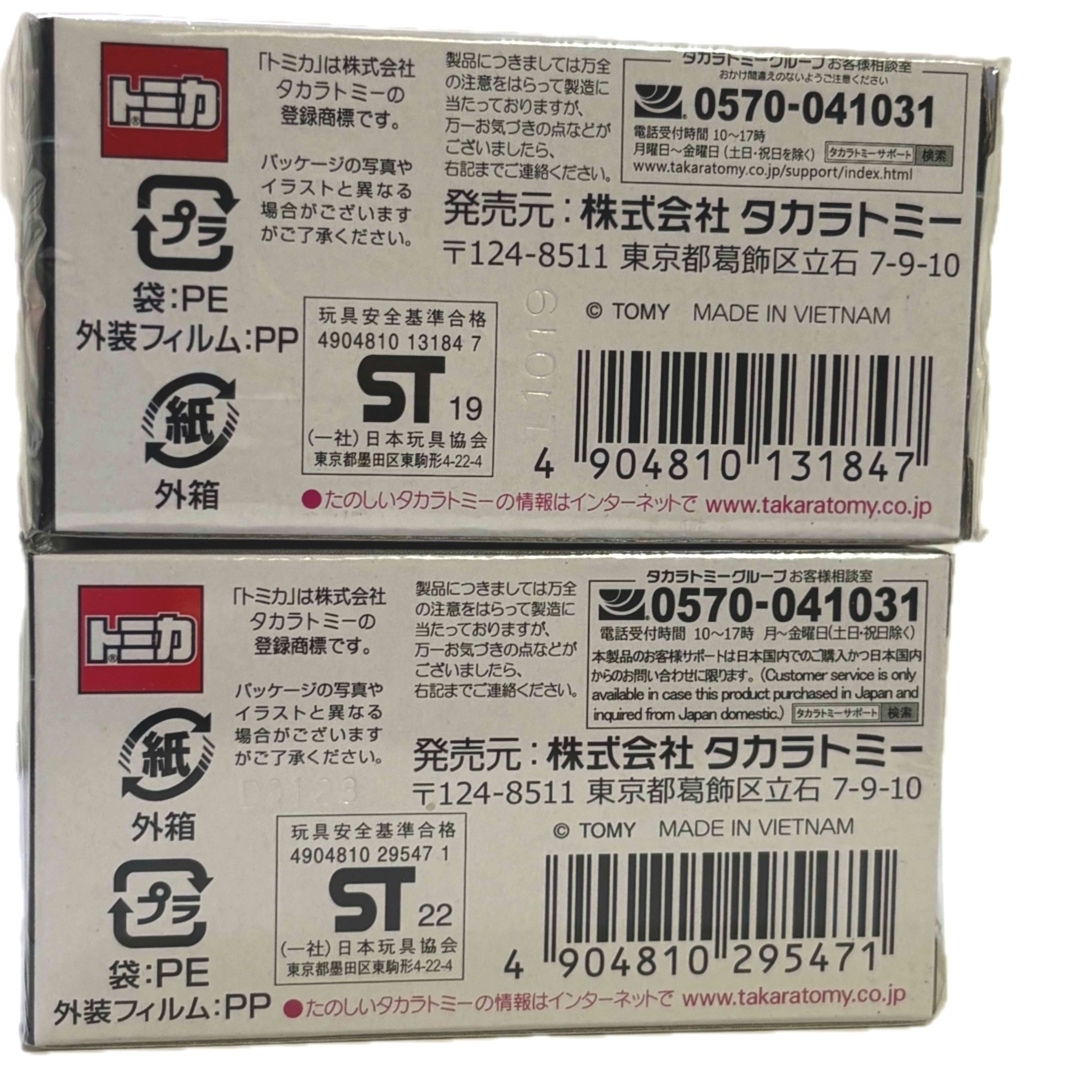 トミカ®
「トミカ」は株式会社
タカラトミーの
登録商標です。
パッケージの写真や
イラストと異なる
場合がございます
がご了承ください。
製品につきましては万全
の注意をはらって製造に
当たっておりますが、
万一お気づきの点などが
ございましたら、
右記までご連絡ください。
タカラトミーグループ お客様相談室
おかけ間違えのないようご注意ください
0570-041031
電話受付時間 10〜17時
月曜日〜金曜日 (土日・祝日を除く) タカラトミーサポート 検索
www.takaratomy.co.jp/support/index.html
発売元:株式会社 タカラトミー
〒124-8511 東京都葛飾区立石 7-9-10
プラ
袋:PE
外装フィルム:PP
紙
外箱
玩具安全基準合格
4904810 13184 7
ST 19
(一社)日本玩具協会
東京都墨田区東駒形4-22-4
© TOMY MADE IN VIETNAM
4 904810 131847
●たのしいタカラトミーの情報はインターネットで www.takaratomy.co.jp
トミカ®
「トミカ」は株式会社
タカラトミーの
登録商標です。
パッケージの写真や
イラストと異なる
場合がございます
がご了承ください。
製品につきましては万全
の注意をはらって製造に
当たっておりますが、
万一お気づきの点などが
ございましたら、
右記までご連絡ください。
タカラトミーグループ お客様相談室
0570-041031
電話受付時間 10〜17時 月〜金曜日(土日・祝日除く)
本製品のお客様サポートは日本国内でのご購入かつ日本国内
からのお問い合わせに限ります。(Customer service is only
available in case this product purchased in Japan and
inquired from Japan domestic.) タカラトミーサポート 検索
発売元:株式会社 タカラトミー
〒124-8511 東京都葛飾区立石 7-9-10
紙
外箱
プラ
袋:PE
外装フィルム:PP
玩具安全基準合格
4904810 29547 1
ST 22
(一社)日本玩具協会
東京都墨田区東駒形4-22-4
© TOMY MADE IN VIETNAM
4 904810 295471
●たのしいタカラトミーの情報はインターネットで www.takaratomy.co.jp